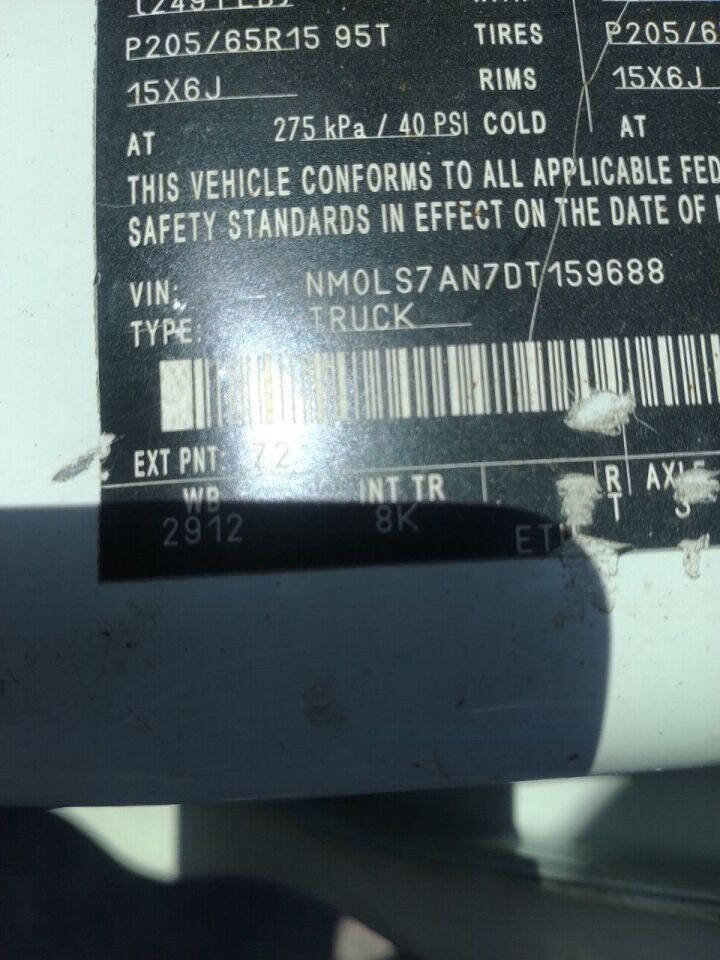 P205/65R15 95T TIRES P205/6
15X6J RIMS 15X6J
AT 275 kPa / 40 PSI COLD AT
THIS VEHICLE CONFORMS TO ALL APPLICABLE FED
SAFETY STANDARDS IN EFFECT ON THE DATE OF
VIN: NM0LS7AN7DT159688
TYPE: TRUCK
EXT PNT: Z2
WB INT TR R AXLE
2912 8K T S